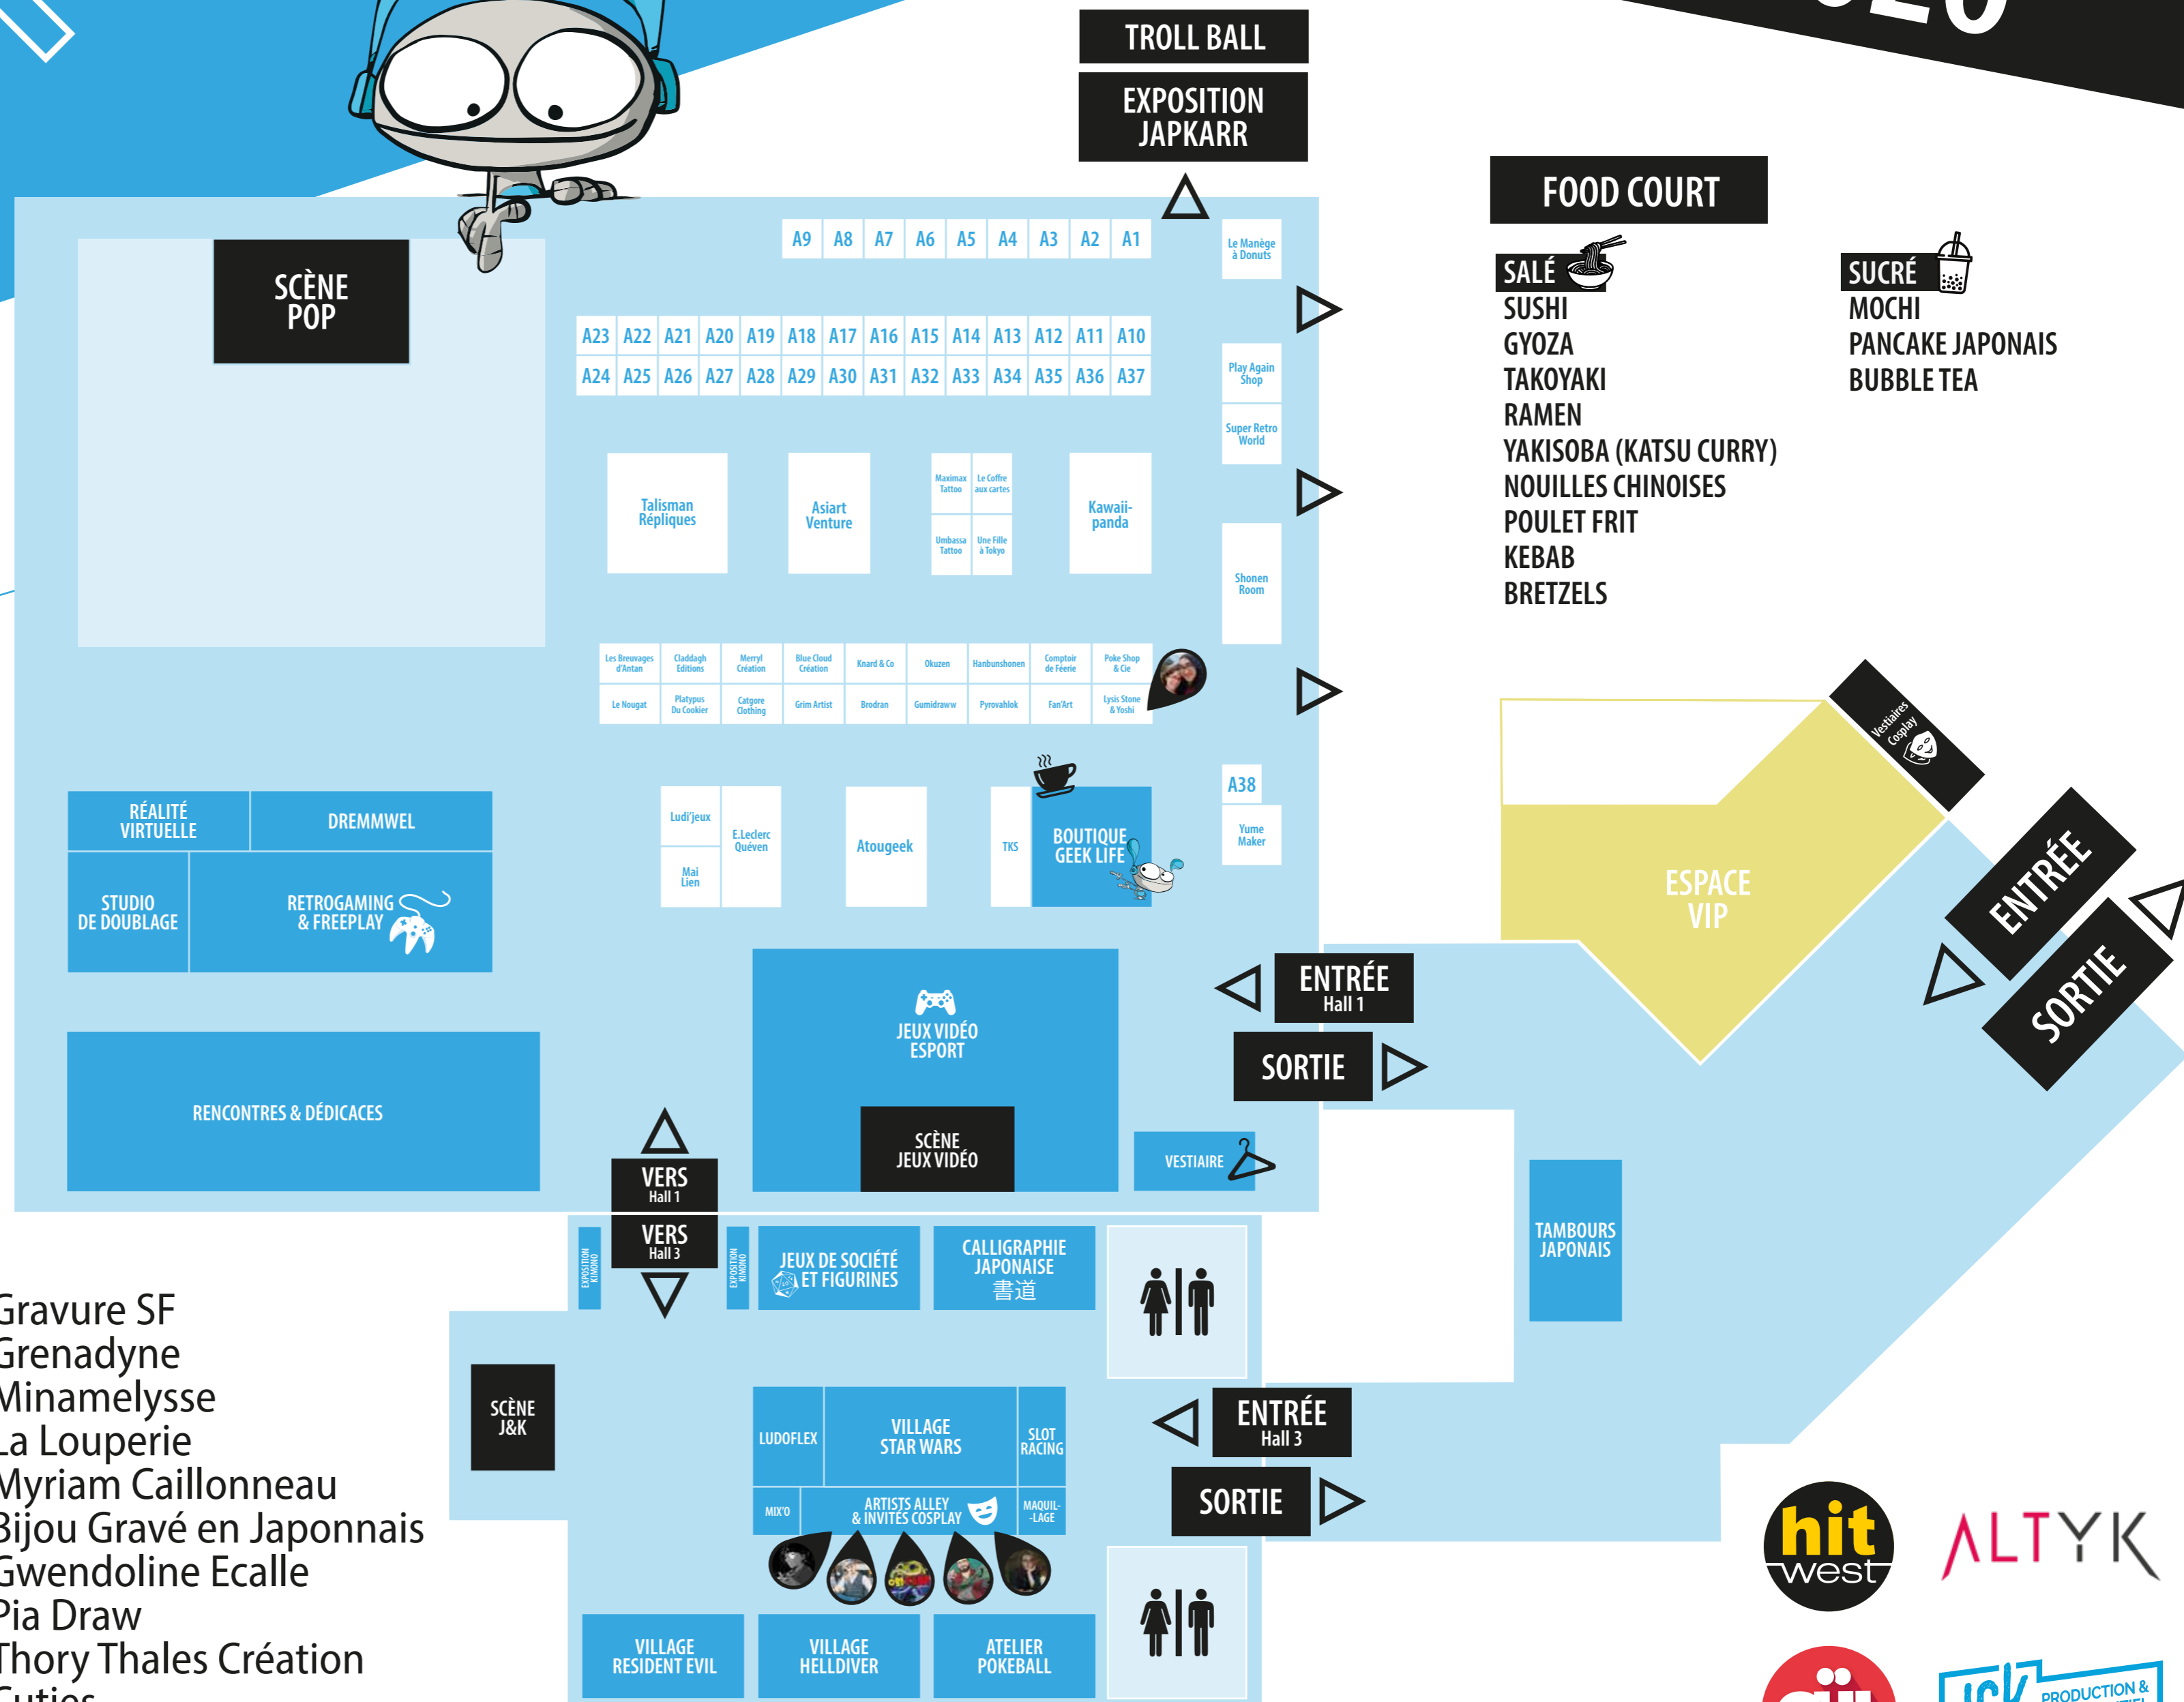 TROLL BALL
EXPOSITION
JAPKARR
FOOD COURT
SALÉ
SUSHI
GYOZA
TAKOYAKI
RAMEN
YAKISOBA (KATSU CURRY)
NOUILLES CHINOISES
POULET FRIT
KEBAB
BRETZELS
SUCRÉ
MOCHI
PANCAKE JAPONAIS
BUBBLE TEA
SCÈNE
POP
A9 A8 A7 A6 A5 A4 A3 A2 A1
Le Manège
à Donuts
A23 A22 A21 A20 A19 A18 A17 A16 A15 A14 A13 A12 A11 A10
A24 A25 A26 A27 A28 A29 A30 A31 A32 A33 A34 A35 A36 A37
Play Again
Shop
Super Retro
World
Talisman
Répliques
Asiart
Venture
Maximax
Tattoo
Le Coffre
aux cartes
Umbassa
Tattoo
Une Fille
à Tokyo
Kawaii-
panda
Shonen
Room
Les Breuvages
d'Antan
Claddagh
Editions
Merryl
Création
Blue Cloud
Création
Knard & Co
Okuzen
Hanbunshonen
Comptoir
de Féerie
Poke Shop
& Cie
Le Nougat
Platypus
Du Cookier
Catgore
Clothing
Grim Artist
Brodran
Gumidraww
Pyrovahlok
Fan'Art
Lysis Stone
& Yoshi
Vestiaires
Cosplay
RÉALITÉ
VIRTUELLE
DREMMWEL
STUDIO
DE DOUBLAGE
RETROGAMING
& FREEPLAY
Ludi'jeux
Mai
Lien
E.Leclerc
Quéven
Atougeek
TKS
BOUTIQUE
GEEK LIFE
A38
Yume
Maker
ESPACE
VIP
ENTRÉE
SORTIE
JEUX VIDÉO
ESPORT
SCÈNE
JEUX VIDÉO
ENTRÉE
Hall 1
SORTIE
RENCONTRES & DÉDICACES
VERS
Hall 1
VESTIAIRE
VERS
Hall 3
EXPOSITION
KIMONO
EXPOSITION
KIMONO
JEUX DE SOCIÉTÉ
ET FIGURINES
CALLIGRAPHIE
JAPONAISE
書道
TAMBOURS
JAPONAIS
SCÈNE
J&K
LUDOFLEX
VILLAGE
STAR WARS
SLOT
RACING
MIX'O
ARTISTS ALLEY
& INVITÉS COSPLAY
MAQUIL-
-LAGE
ENTRÉE
Hall 3
SORTIE
VILLAGE
RESIDENT EVIL
VILLAGE
HELLDIVER
ATELIER
POKEBALL
Gravure SF
Grenadyne
Minamelysse
La Louperie
Myriam Caillonneau
Bijou Gravé en Japonnais
Gwendoline Ecalle
Pia Draw
Thory Thales Création
Cuties
hit
west
ALTYK
PRODUCTION &